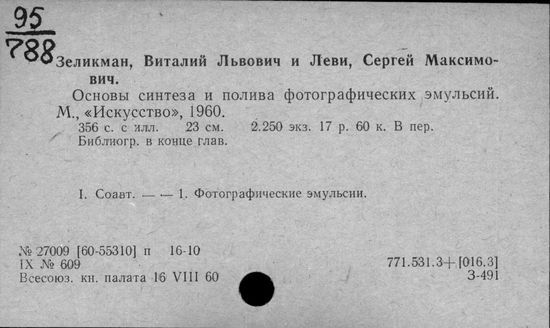 95
788
Зеликман, Виталий Львович и Леви, Сергей Максимо-
вич.
Основы синтеза и полива фотографических эмульсий.
М., «Искусство», 1960.
356 с. с илл. 23 см. 2.250 экз. 17 р. 60 к. В пер.
Библиогр. в конце глав.
I. Соавт. — — 1. Фотографические эмульсии.
№ 27009 [60-55310] п 16-10
IX № 609
771.531.3+[016.3]
Всесоюз. кн. палата 16 VIII 60
З-491